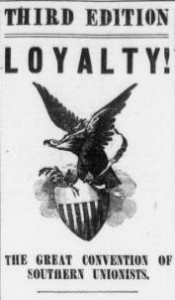 THIRD EDITION
LOYALTY!
THE GREAT CONVENTION OF
SOUTHERN UNIONISTS.